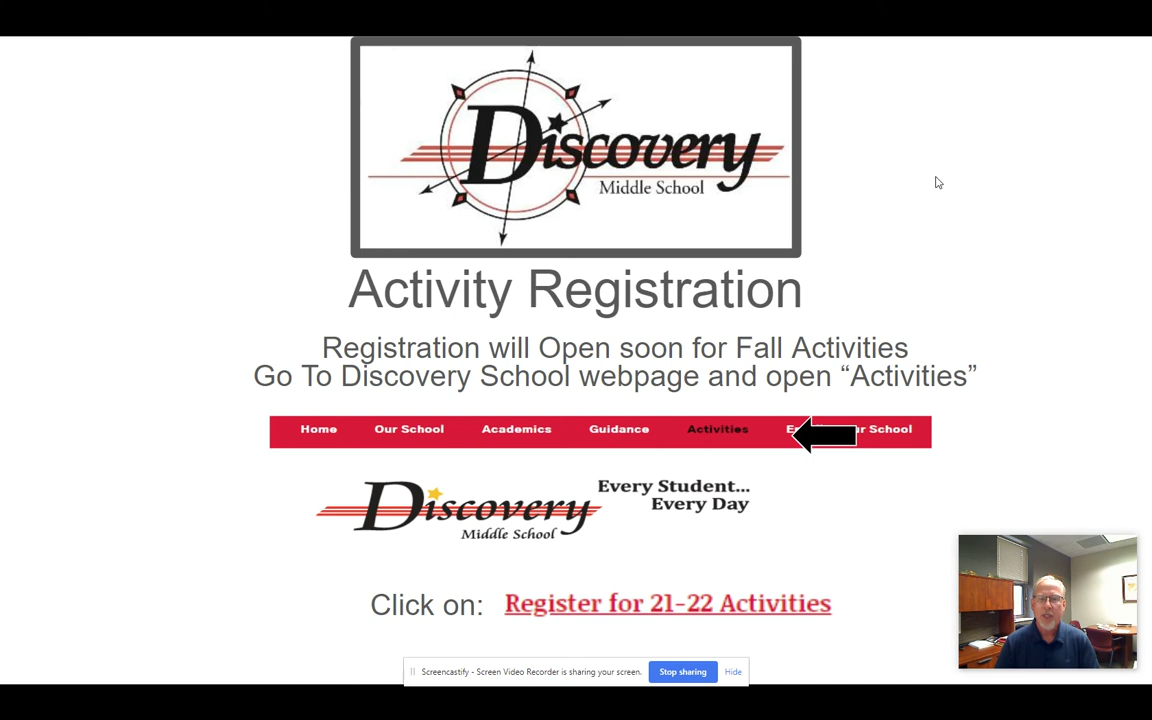 Discovery
Middle School
Activity Registration
Registration will Open soon for Fall Activities
Go To Discovery School webpage and open “Activities”
Home Our School Academics Guidance Activities School
Discovery
Middle School
Every Student...
Every Day
Click on: Register for 21-22 Activities
Screencastify - Screen Video Recorder is sharing your screen. Stop sharing Hide